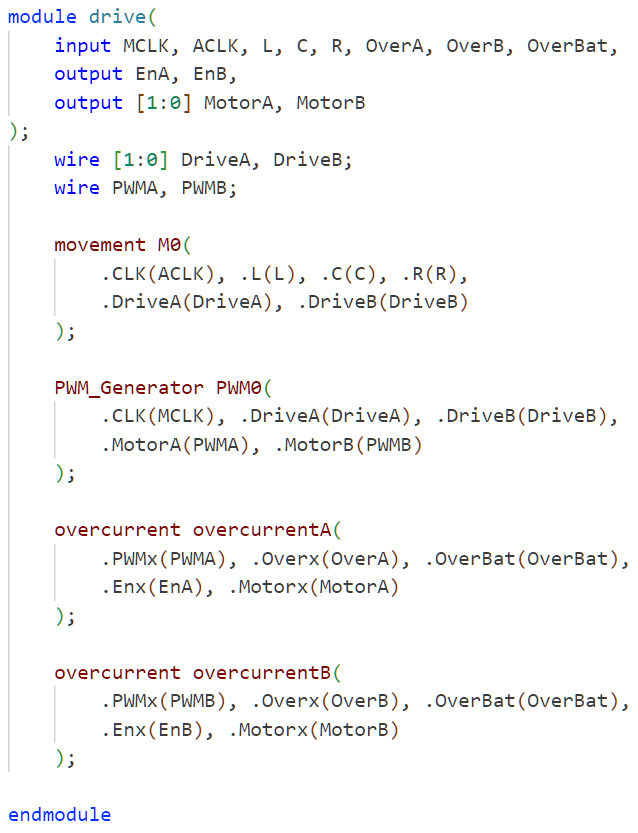 module drive(
    input MCLK, ACLK, L, C, R, OverA, OverB, OverBat,
    output EnA, EnB,
    output [1:0] MotorA, MotorB
);
    wire [1:0] DriveA, DriveB;
    wire PWMA, PWMB;

    movement M0(
        .CLK(ACLK), .L(L), .C(C), .R(R),
        .DriveA(DriveA), .DriveB(DriveB)
    );

    PWM_Generator PWM0(
        .CLK(MCLK), .DriveA(DriveA), .DriveB(DriveB),
        .MotorA(PWMA), .MotorB(PWMB)
    );

    overcurrent overcurrentA(
        .PWMx(PWMA), .Overx(OverA), .OverBat(OverBat),
        .Enx(EnA), .Motorx(MotorA)
    );

    overcurrent overcurrentB(
        .PWMx(PWMB), .Overx(OverB), .OverBat(OverBat),
        .Enx(EnB), .Motorx(MotorB)
    );

endmodule